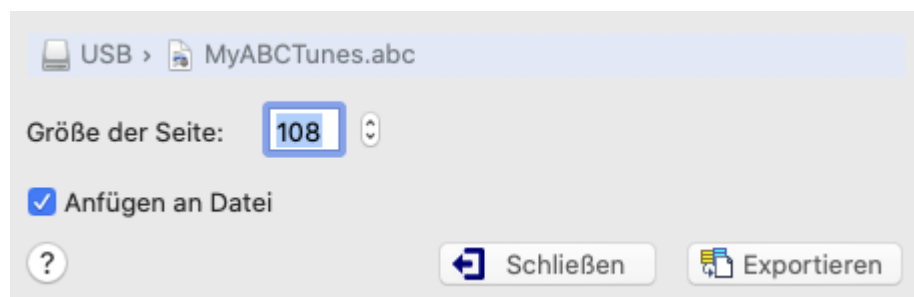 USB › MyABCTunes.abc
Größe der Seite: 108
Anfügen an Datei
? Schließen Exportieren